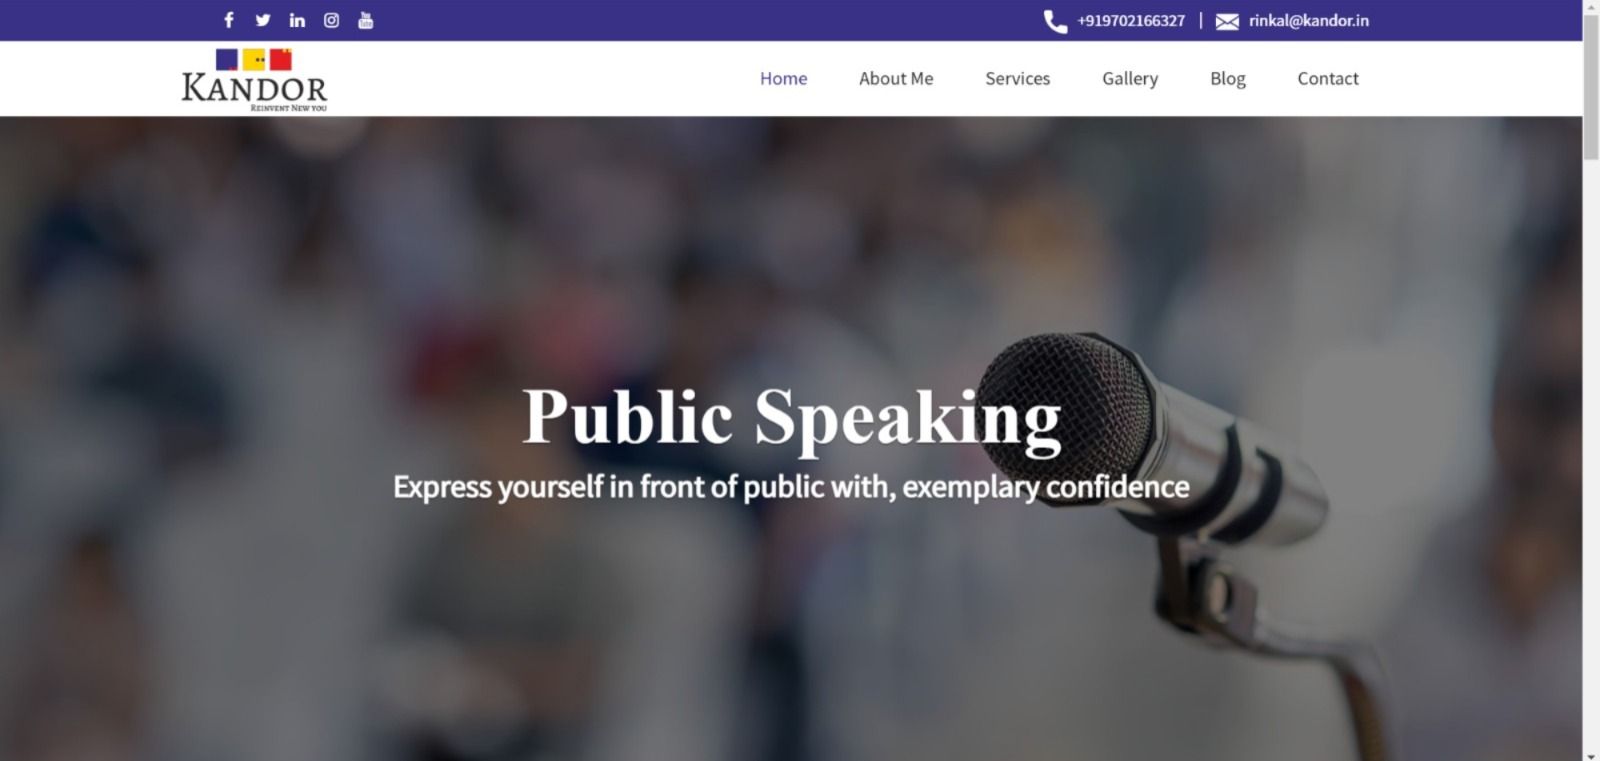 +919702166327 | rinkal@kandor.in
KANDOR
REINVENT NEW YOU
Home About Me Services Gallery Blog Contact
Public Speaking
Express yourself in front of public with, exemplary confidence